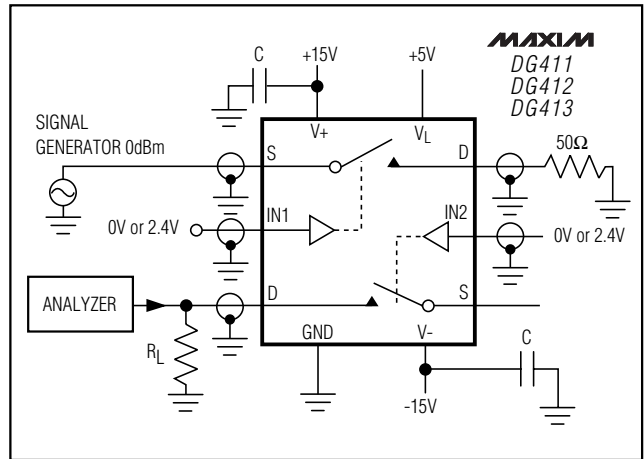 MAXIM
DG411
DG412
DG413
C
+15V
+5V
SIGNAL
GENERATOR 0dBm
V+
VL
50Ω
S
D
IN1
IN2
0V or 2.4V
0V or 2.4V
ANALYZER
D
S
RL
GND
V-
C
-15V